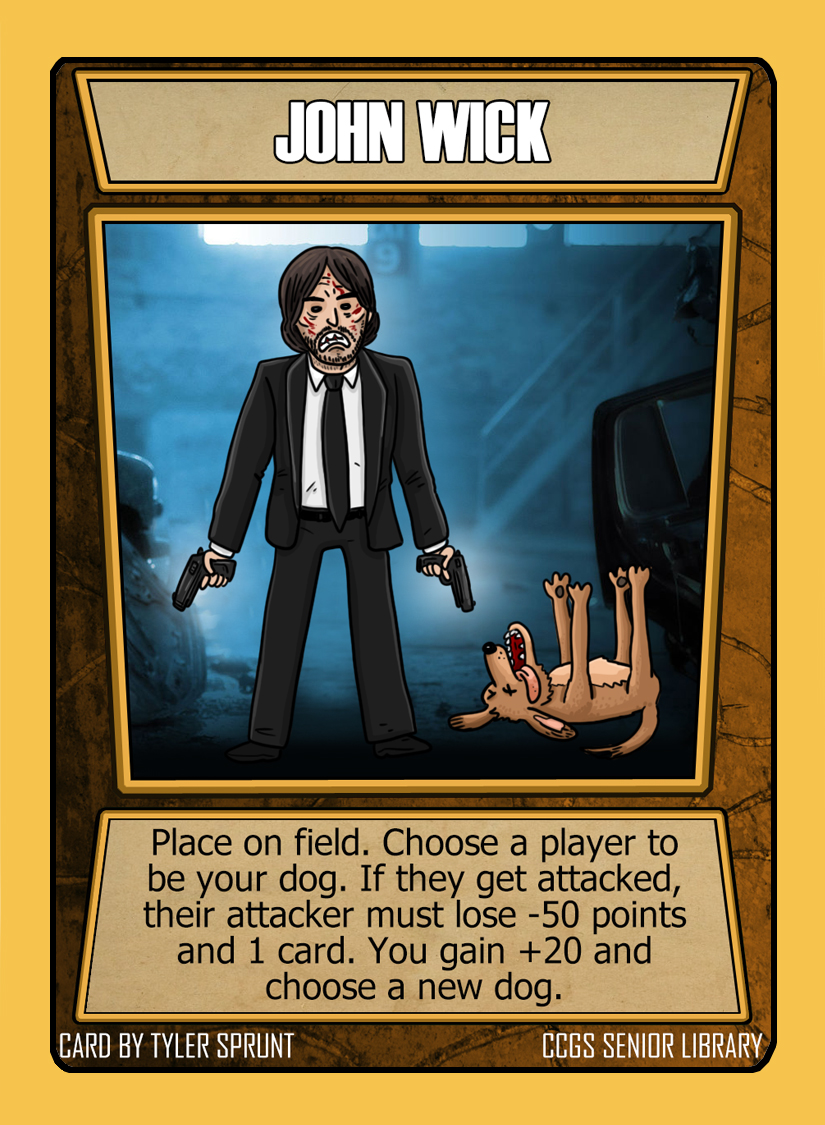 JOHN WICK
9
Place on field. Choose a player to
be your dog. If they get attacked,
their attacker must lose -50 points
and 1 card. You gain +20 and
choose a new dog.
CARD BY TYLER SPRUNT
CCGS SENIOR LIBRARY